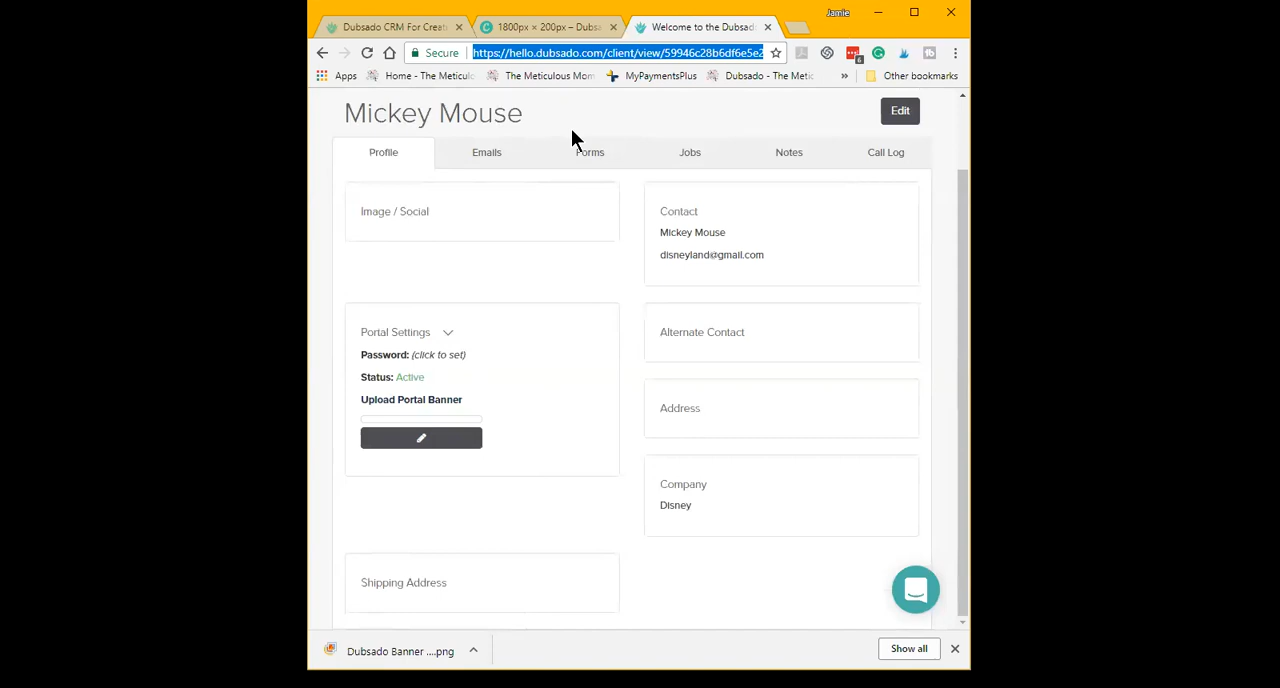 Jamie
Dubsado CRM For Creati
1800px × 200px – Dubsa
Welcome to the Dubsad
Secure
https://hello.dubsado.com/client/view/59946c28b6df6e5e2
6
Apps
Home - The Meticulo
The Meticulous Mom
MyPaymentsPlus
Dubsado - The Metic
»
Other bookmarks
Mickey Mouse
Edit
Profile
Emails
Forms
Jobs
Notes
Call Log
Image / Social
Contact
Mickey Mouse
disneyland@gmail.com
Portal Settings
Password: (click to set)
Status: Active
Upload Portal Banner
Alternate Contact
Address
Company
Disney
Shipping Address
Dubsado Banner ....png
Show all